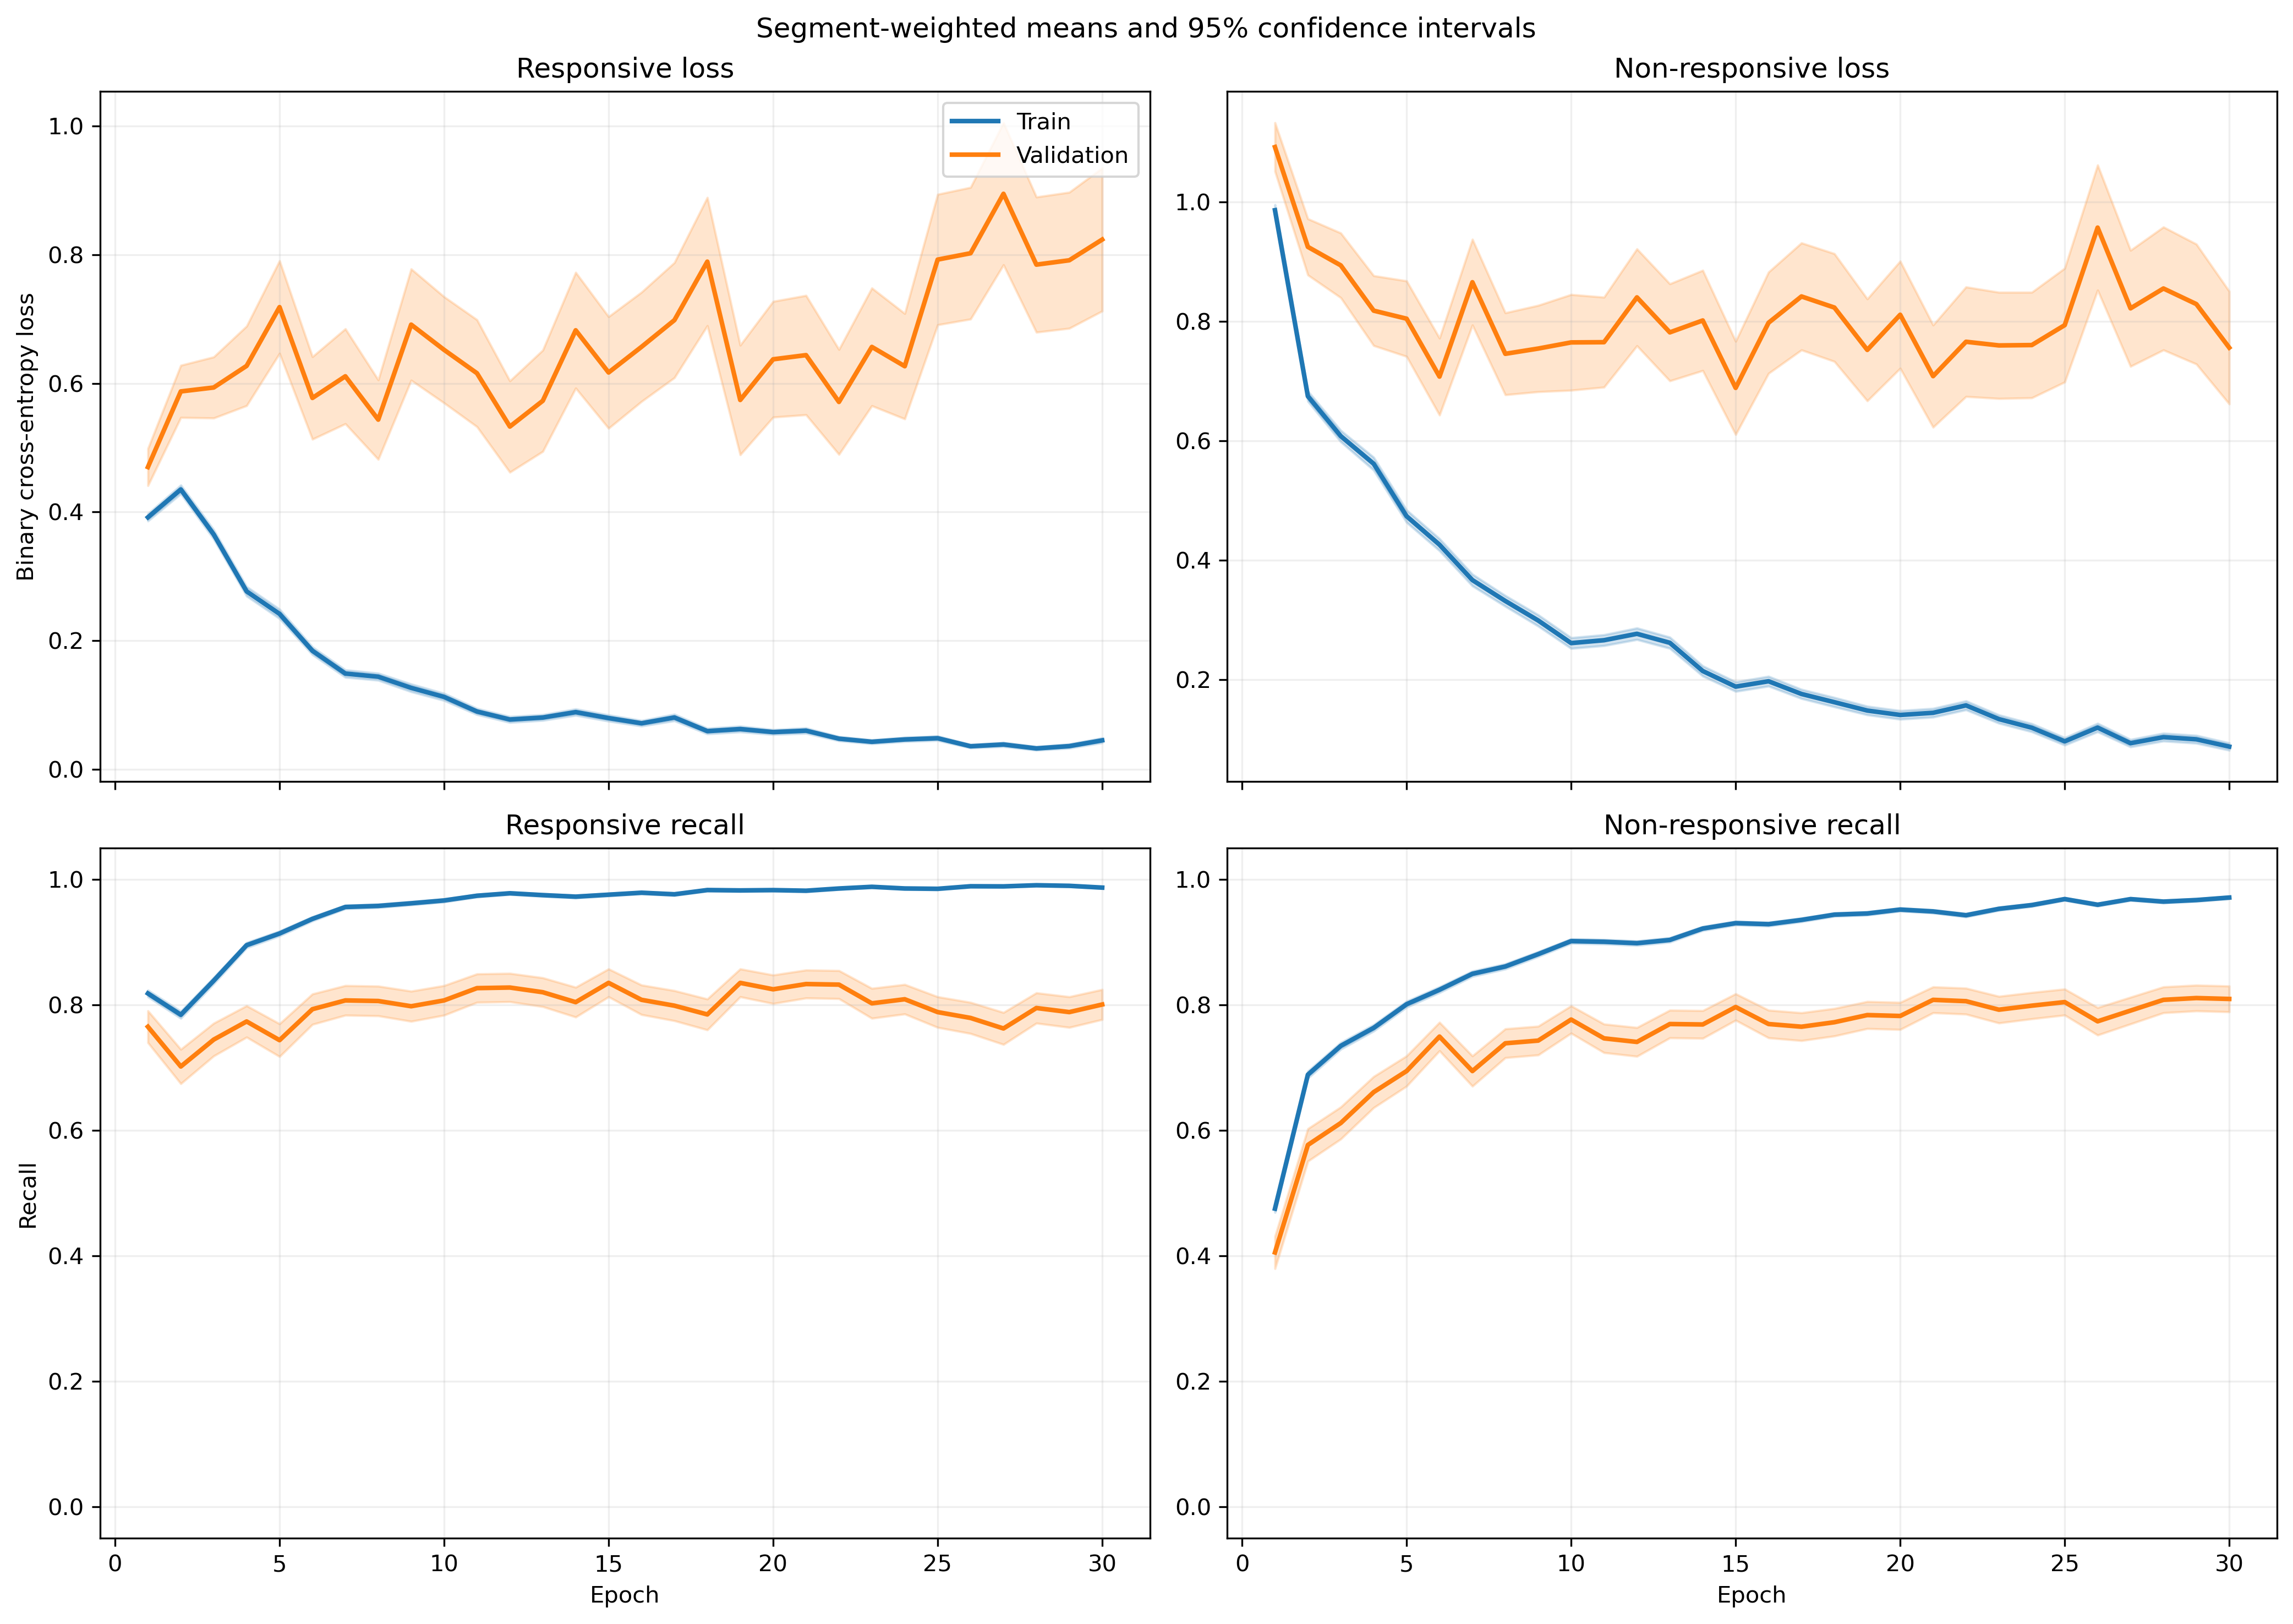 Segment-weighted means and 95% confidence intervals
Responsive loss
Non-responsive loss
Train
Validation
Binary cross-entropy loss
1.0
0.8
0.6
0.4
0.2
0.0
1.0
0.8
0.6
0.4
0.2
Responsive recall
Non-responsive recall
Recall
1.0
0.8
0.6
0.4
0.2
0.0
0 5 10 15 20 25 30
Epoch
1.0
0.8
0.6
0.4
0.2
0.0
0 5 10 15 20 25 30
Epoch